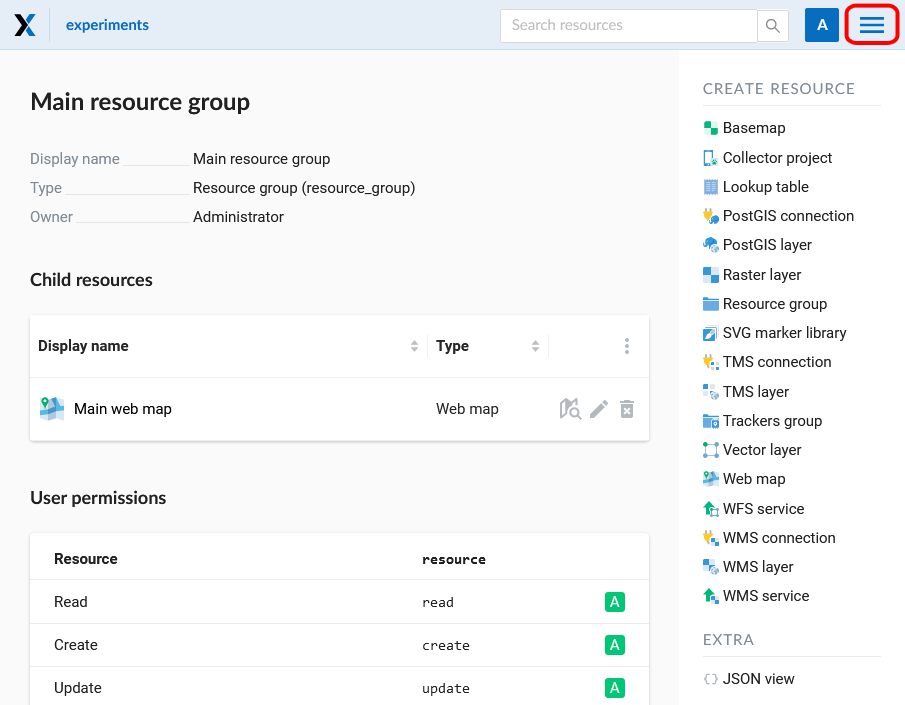 experiments
Search resources
A
Main resource group
Display name Main resource group
Type Resource group (resource_group)
Owner Administrator
Child resources
Display name Type
Main web map Web map
User permissions
Resource resource
Read read A
Create create A
Update update A
CREATE RESOURCE
Basemap
Collector project
Lookup table
PostGIS connection
PostGIS layer
Raster layer
Resource group
SVG marker library
TMS connection
TMS layer
Trackers group
Vector layer
Web map
WFS service
WMS connection
WMS layer
WMS service
EXTRA
JSON view